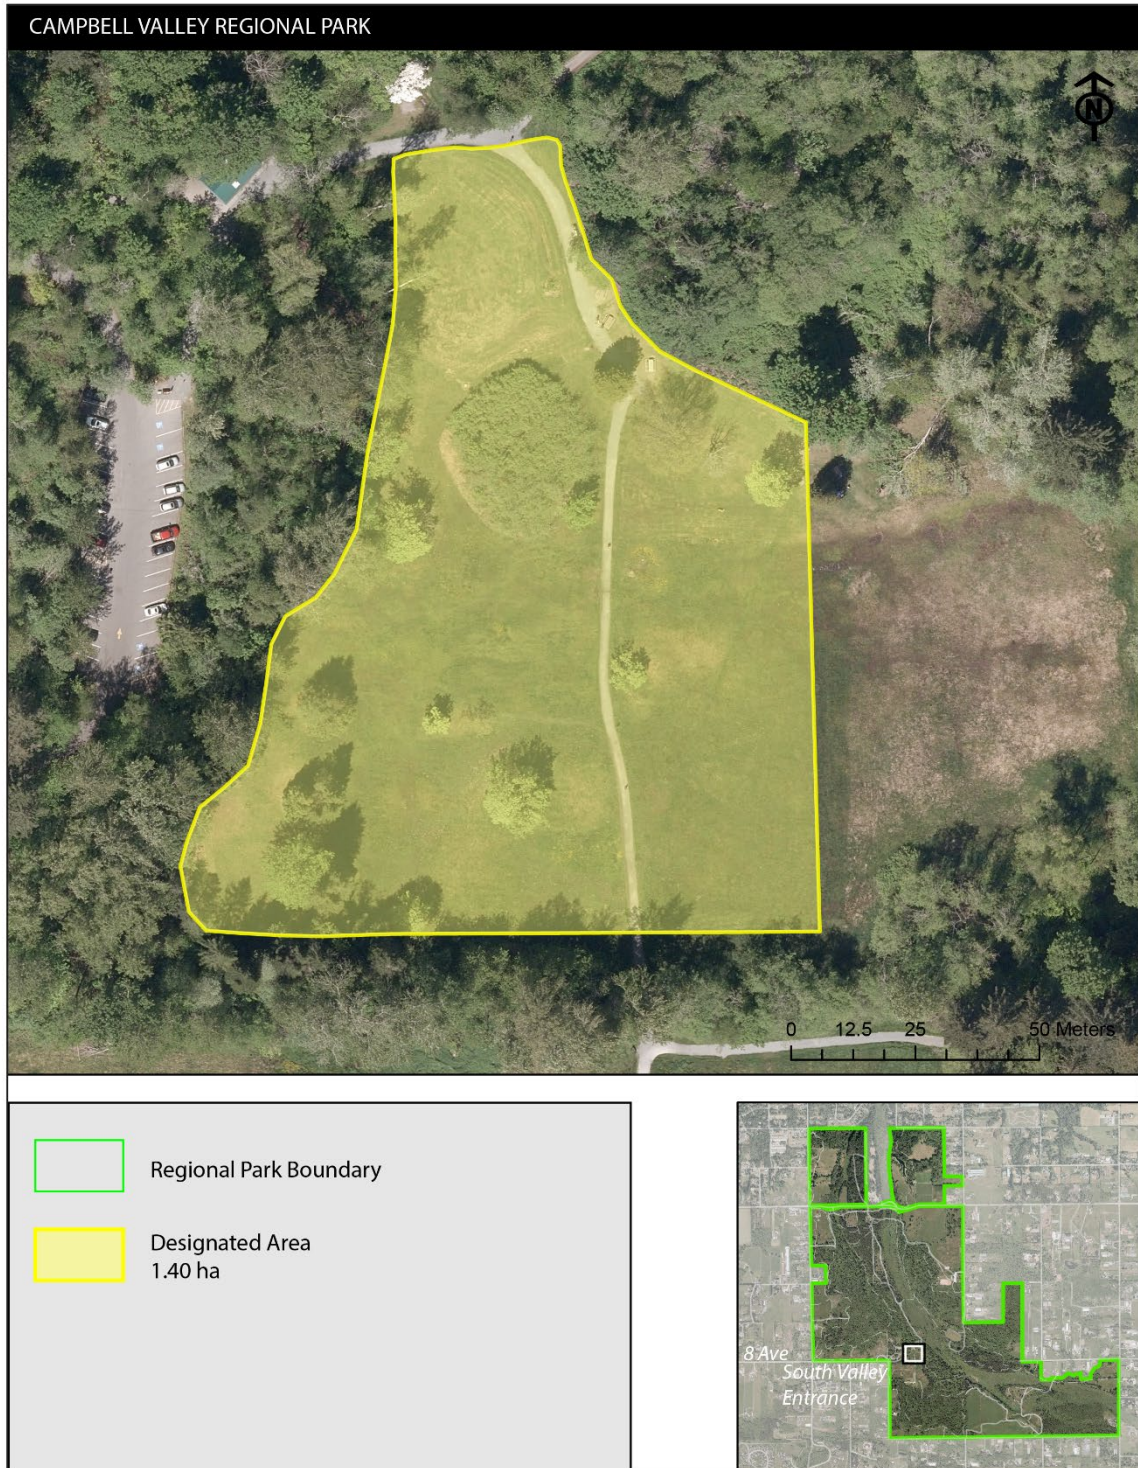 CAMPBELL VALLEY REGIONAL PARK
N
0 12.5 25 50 Meters
Regional Park Boundary
Designated Area
1.40 ha
8 Ave
South Valley
Entrance